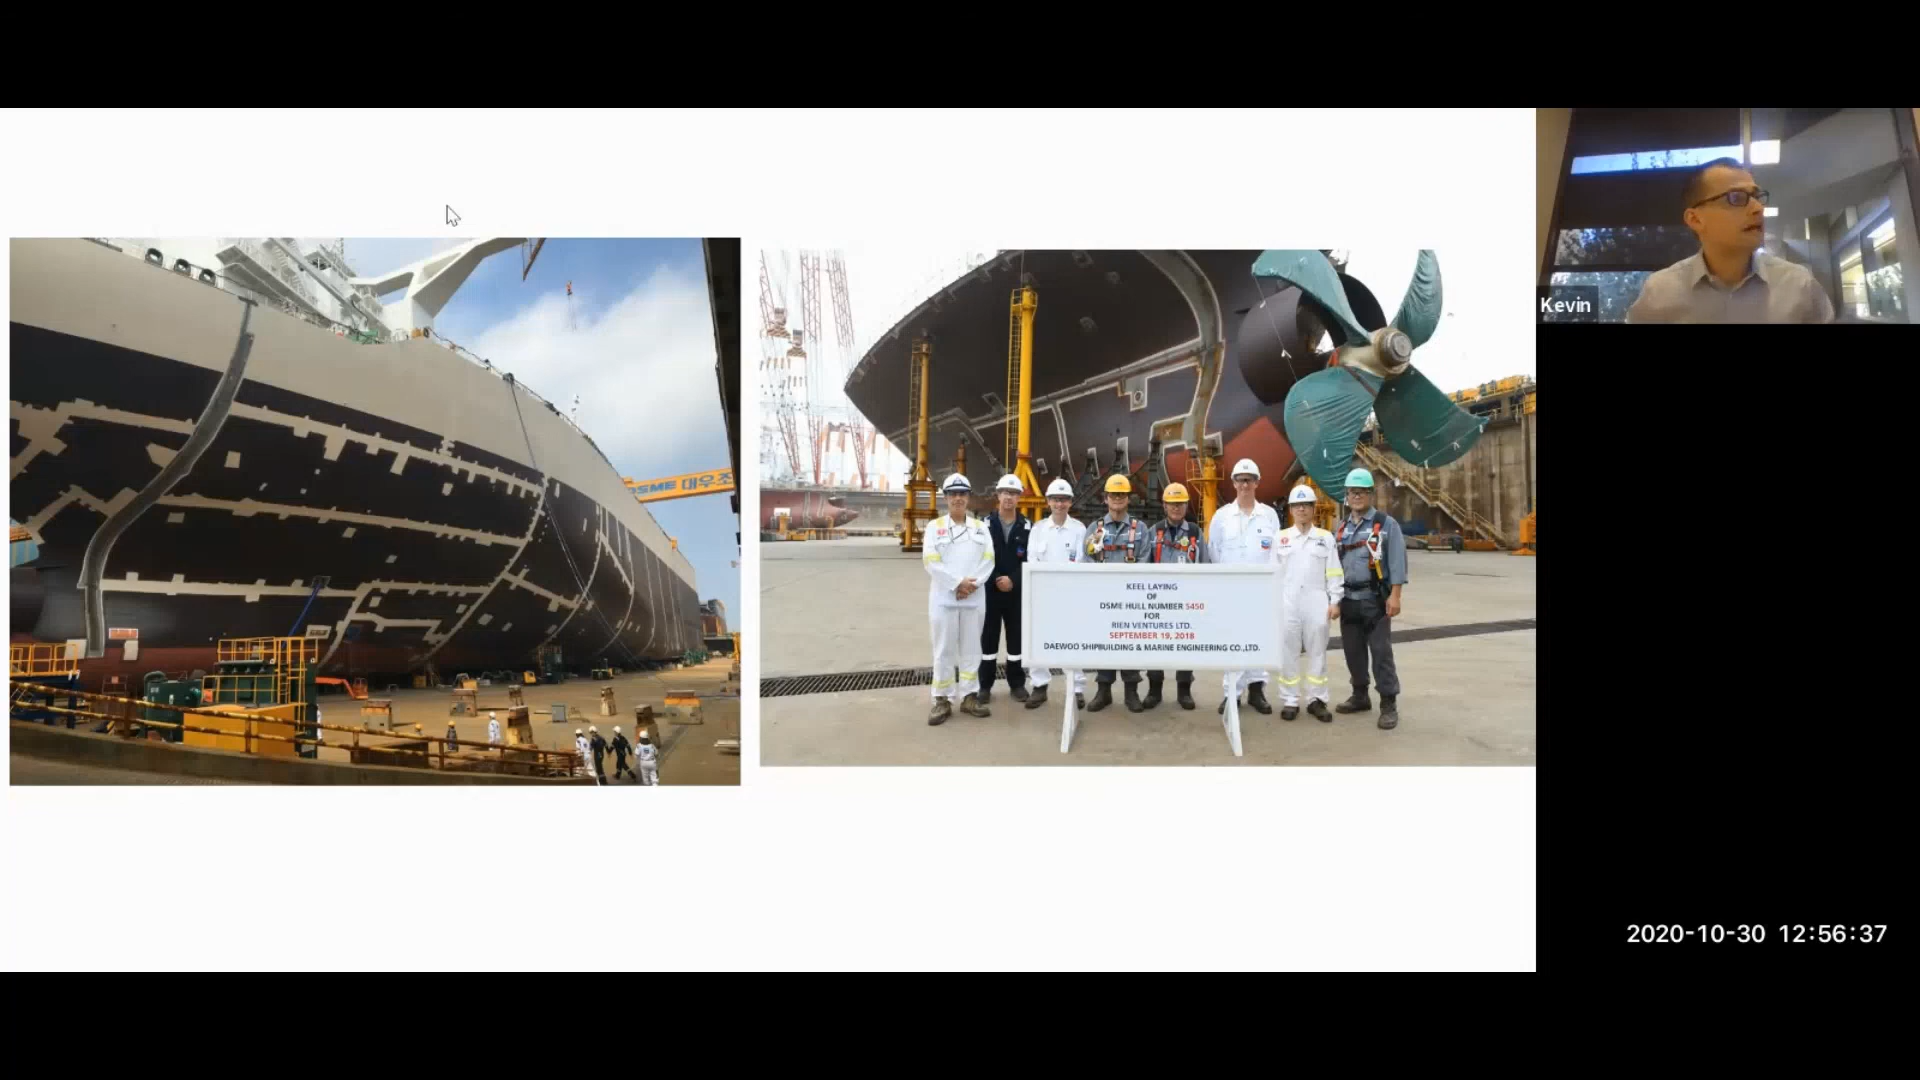 DSME 대우조
KEEL LAYING
OF
DSME HULL NUMBER 5450
FOR
RIEN VENTURES LTD.
SEPTEMBER 19, 2018
DAEWOO SHIPBUILDING & MARINE ENGINEERING CO.,LTD.
Kevin
2020-10-30 12:56:37